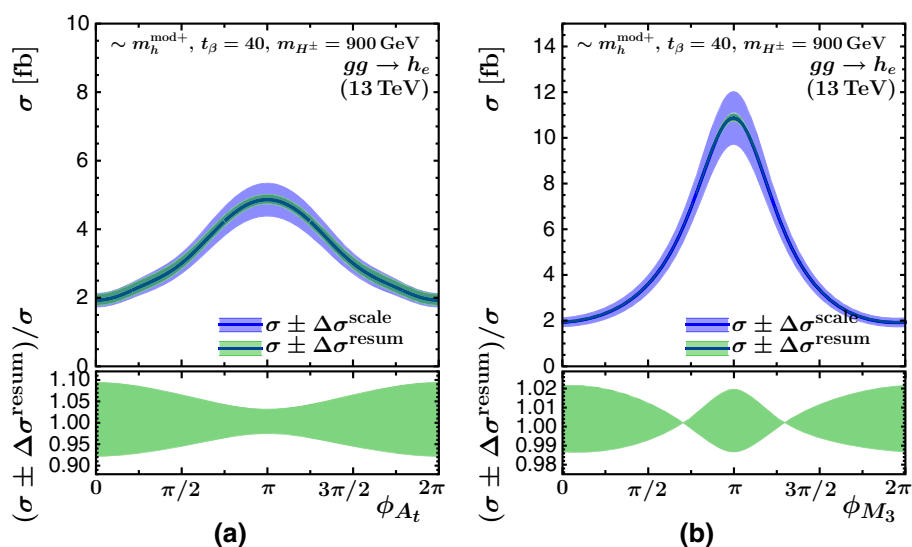 σ [fb]
10
8
6
4
2
0
∼ m_h^mod+, t_β = 40, m_H± = 900 GeV
gg → h_e
(13 TeV)
σ ± Δσ^scale
σ ± Δσ^resum
(σ ± Δσ^resum)/σ
1.10
1.05
1.00
0.95
0.90
0 π/2 π 3π/2 2π
ϕ_A_t
(a)
σ [fb]
14
12
10
8
6
4
2
0
∼ m_h^mod+, t_β = 40, m_H± = 900 GeV
gg → h_e
(13 TeV)
σ ± Δσ^scale
σ ± Δσ^resum
(σ ± Δσ^resum)/σ
1.02
1.01
1.00
0.99
0.98
0 π/2 π 3π/2 2π
ϕ_M_3
(b)